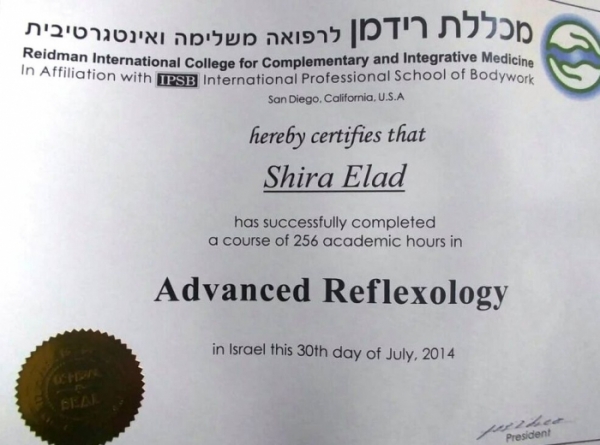 מכללת רידמן לרפואה משלימה ואינטגרטיבית
Reidman International College for Complementary and Integrative Medicine
In Affiliation with IPSB International Professional School of Bodywork
San Diego, California, U.S.A
hereby certifies that
Shira Elad
has successfully completed
a course of 256 academic hours in
Advanced Reflexology
in Israel this 30th day of July, 2014
President